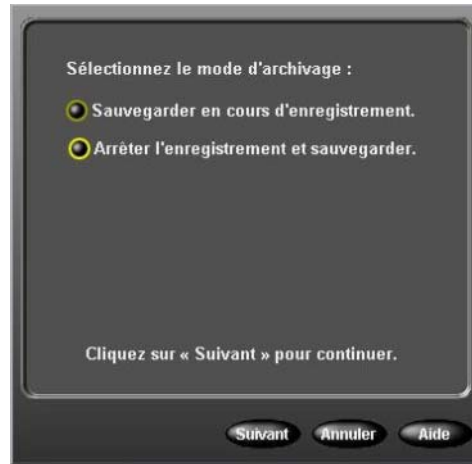 Sélectionnez le mode d'archivage :
Sauvegarder en cours d'enregistrement.
Arrêter l'enregistrement et sauvegarder.
Cliquez sur « Suivant » pour continuer.
Suivant Annuler Aide